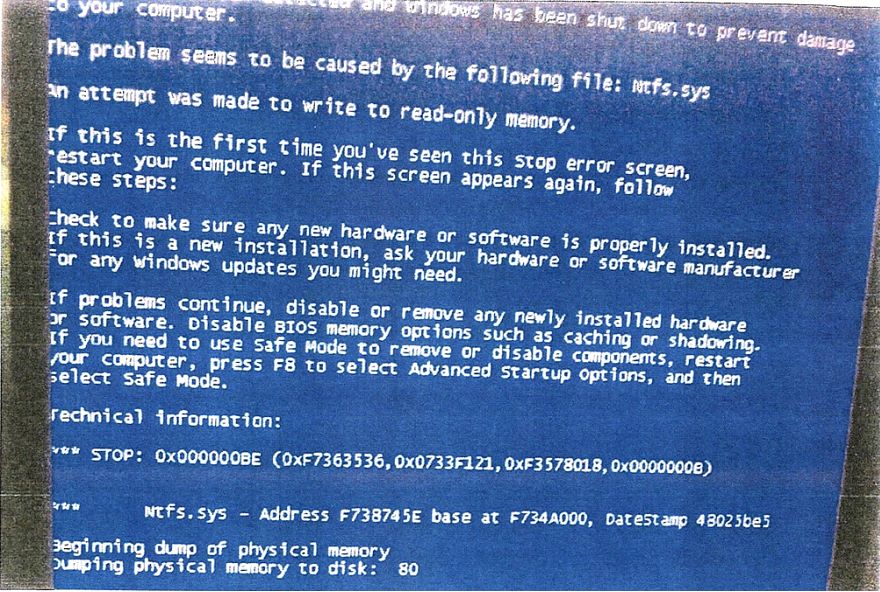 to your computer. and windows has been shut down to prevent damage
The problem seems to be caused by the following file: Ntfs.sys
An attempt was made to write to read-only memory.
If this is the first time you've seen this Stop error screen,
restart your computer. If this screen appears again, follow
these steps:
Check to make sure any new hardware or software is properly installed.
If this is a new installation, ask your hardware or software manufacturer
for any windows updates you might need.
If problems continue, disable or remove any newly installed hardware
or software. Disable BIOS memory options such as caching or shadowing.
If you need to use Safe Mode to remove or disable components, restart
your computer, press F8 to select Advanced Startup Options, and then
select Safe Mode.
Technical information:
*** STOP: 0x000000BE (0xF7363536,0x0733F121,0xF3578018,0x0000000B)
*** Ntfs.sys - Address F738745E base at F734A000, DateStamp 48025be5
Beginning dump of physical memory
Dumping physical memory to disk: 80